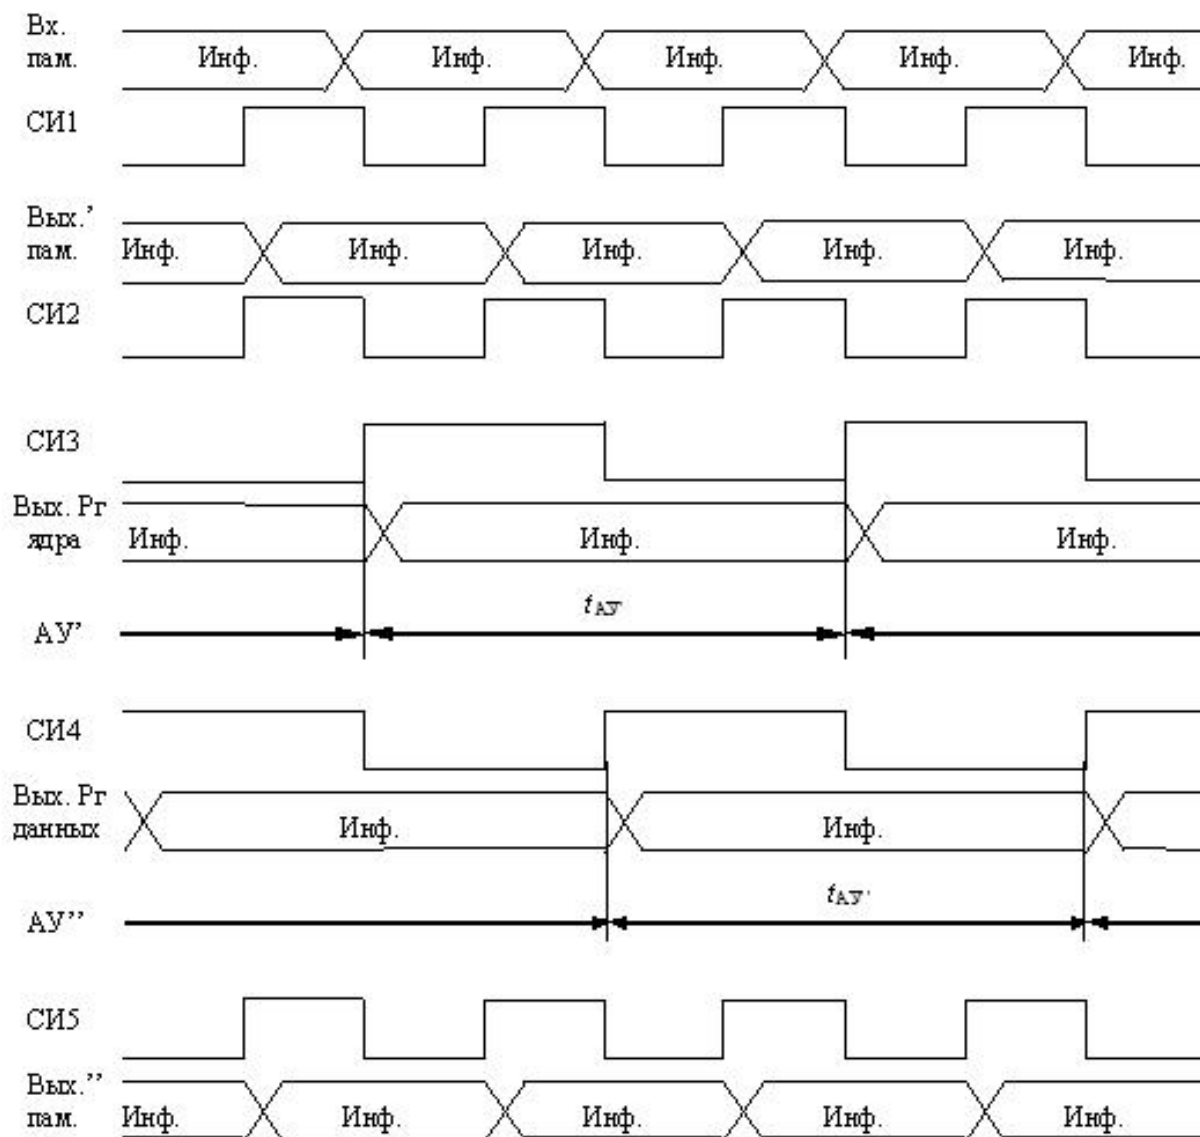 Вх.
пам.
Инф. Инф. Инф. Инф. Инф.
СИ1
Вых.’
пам.
Инф. Инф. Инф. Инф. Инф.
СИ2
СИ3
Вых. Рг
ядра
Инф. Инф. Инф.
tАУ'
АУ’
СИ4
Вых. Рг
данных
Инф. Инф.
tАУ''
АУ’’
СИ5
Вых.’’
пам.
Инф. Инф. Инф. Инф. Инф.